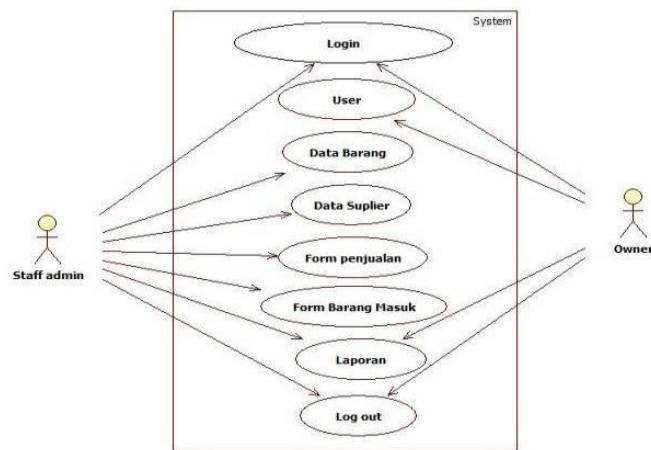 System
Login
User
Data Barang
Data Suplier
Form penjualan
Form Barang Masuk
Laporan
Log out
Staff admin
Owner